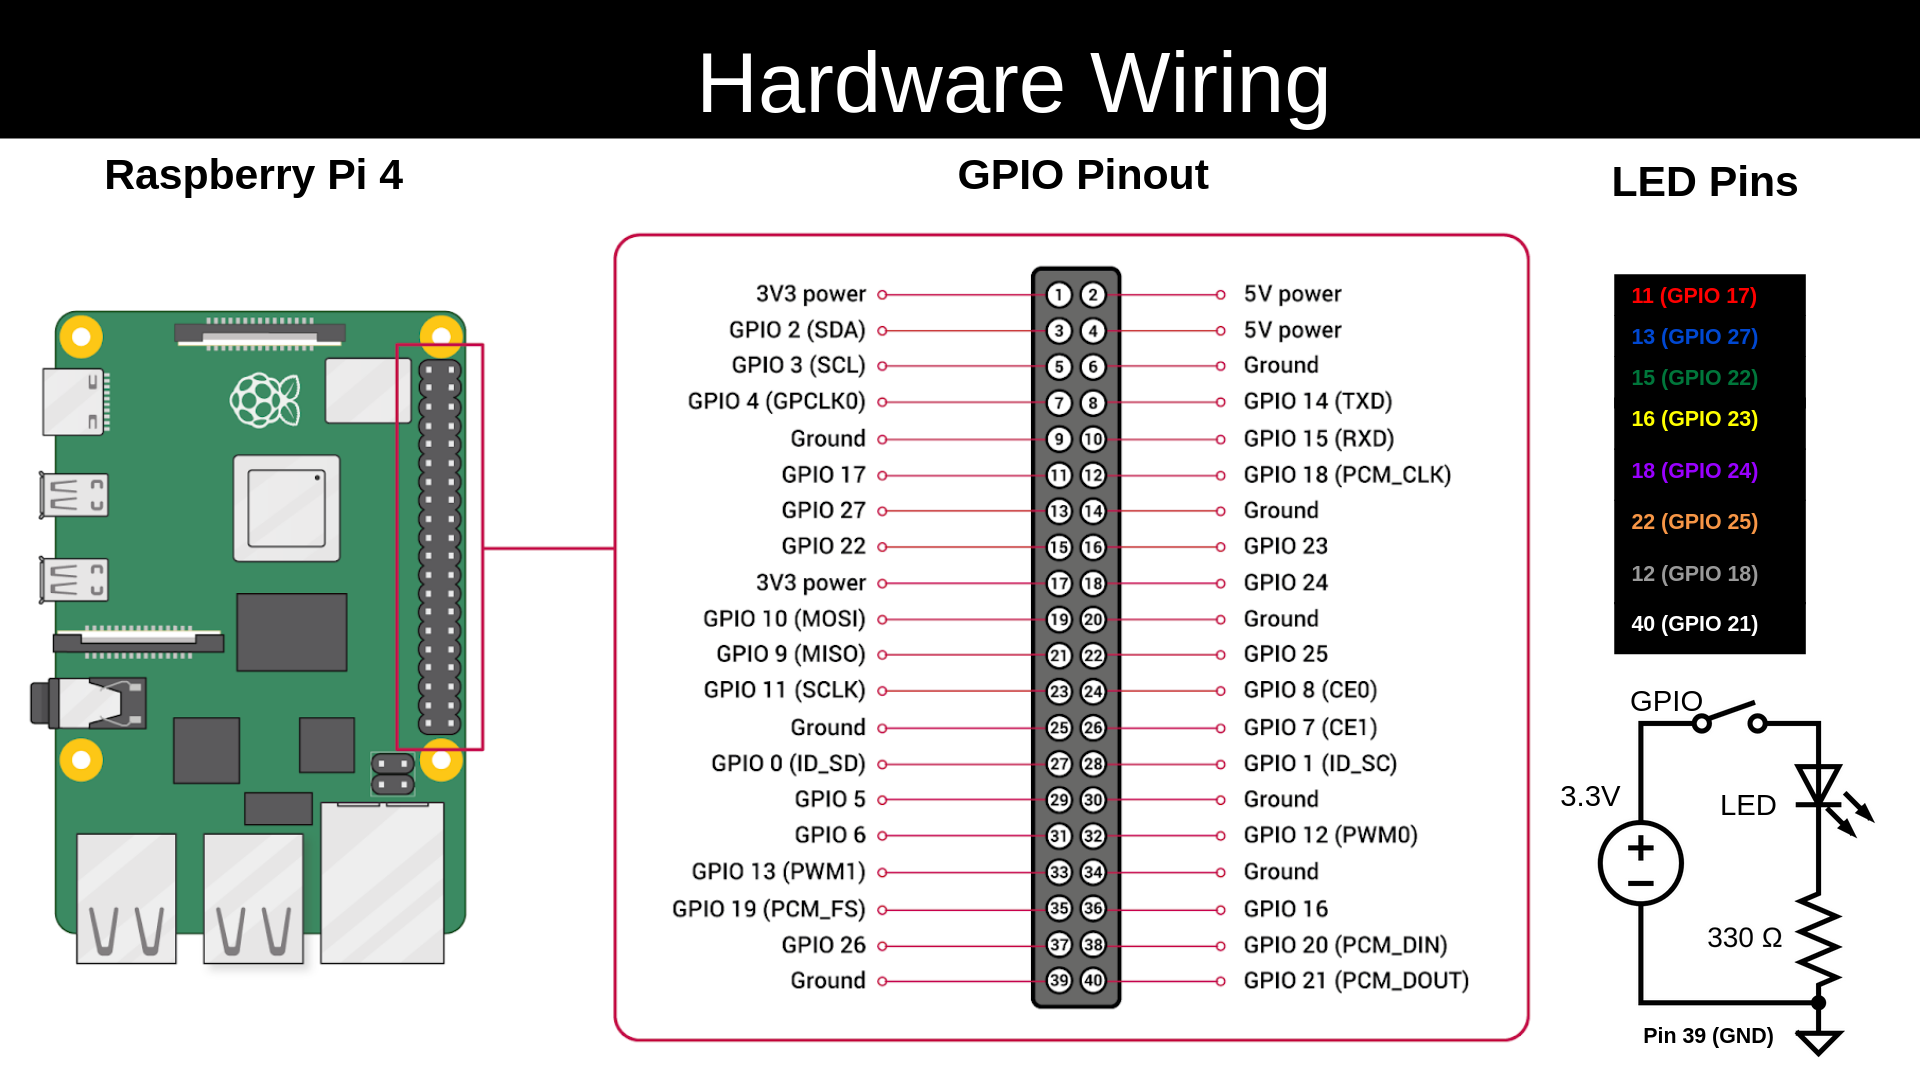 Hardware Wiring
Raspberry Pi 4
GPIO Pinout
LED Pins
3V3 power 1 2 5V power
GPIO 2 (SDA) 3 4 5V power
GPIO 3 (SCL) 5 6 Ground
GPIO 4 (GPCLK0) 7 8 GPIO 14 (TXD)
Ground 9 10 GPIO 15 (RXD)
GPIO 17 11 12 GPIO 18 (PCM_CLK)
GPIO 27 13 14 Ground
GPIO 22 15 16 GPIO 23
3V3 power 17 18 GPIO 24
GPIO 10 (MOSI) 19 20 Ground
GPIO 9 (MISO) 21 22 GPIO 25
GPIO 11 (SCLK) 23 24 GPIO 8 (CE0)
Ground 25 26 GPIO 7 (CE1)
GPIO 0 (ID_SD) 27 28 GPIO 1 (ID_SC)
GPIO 5 29 30 Ground
GPIO 6 31 32 GPIO 12 (PWM0)
GPIO 13 (PWM1) 33 34 Ground
GPIO 19 (PCM_FS) 35 36 GPIO 16
GPIO 26 37 38 GPIO 20 (PCM_DIN)
Ground 39 40 GPIO 21 (PCM_DOUT)
11 (GPIO 17)
13 (GPIO 27)
15 (GPIO 22)
16 (GPIO 23)
18 (GPIO 24)
22 (GPIO 25)
12 (GPIO 18)
40 (GPIO 21)
GPIO
3.3V
LED
330 Ω
Pin 39 (GND)